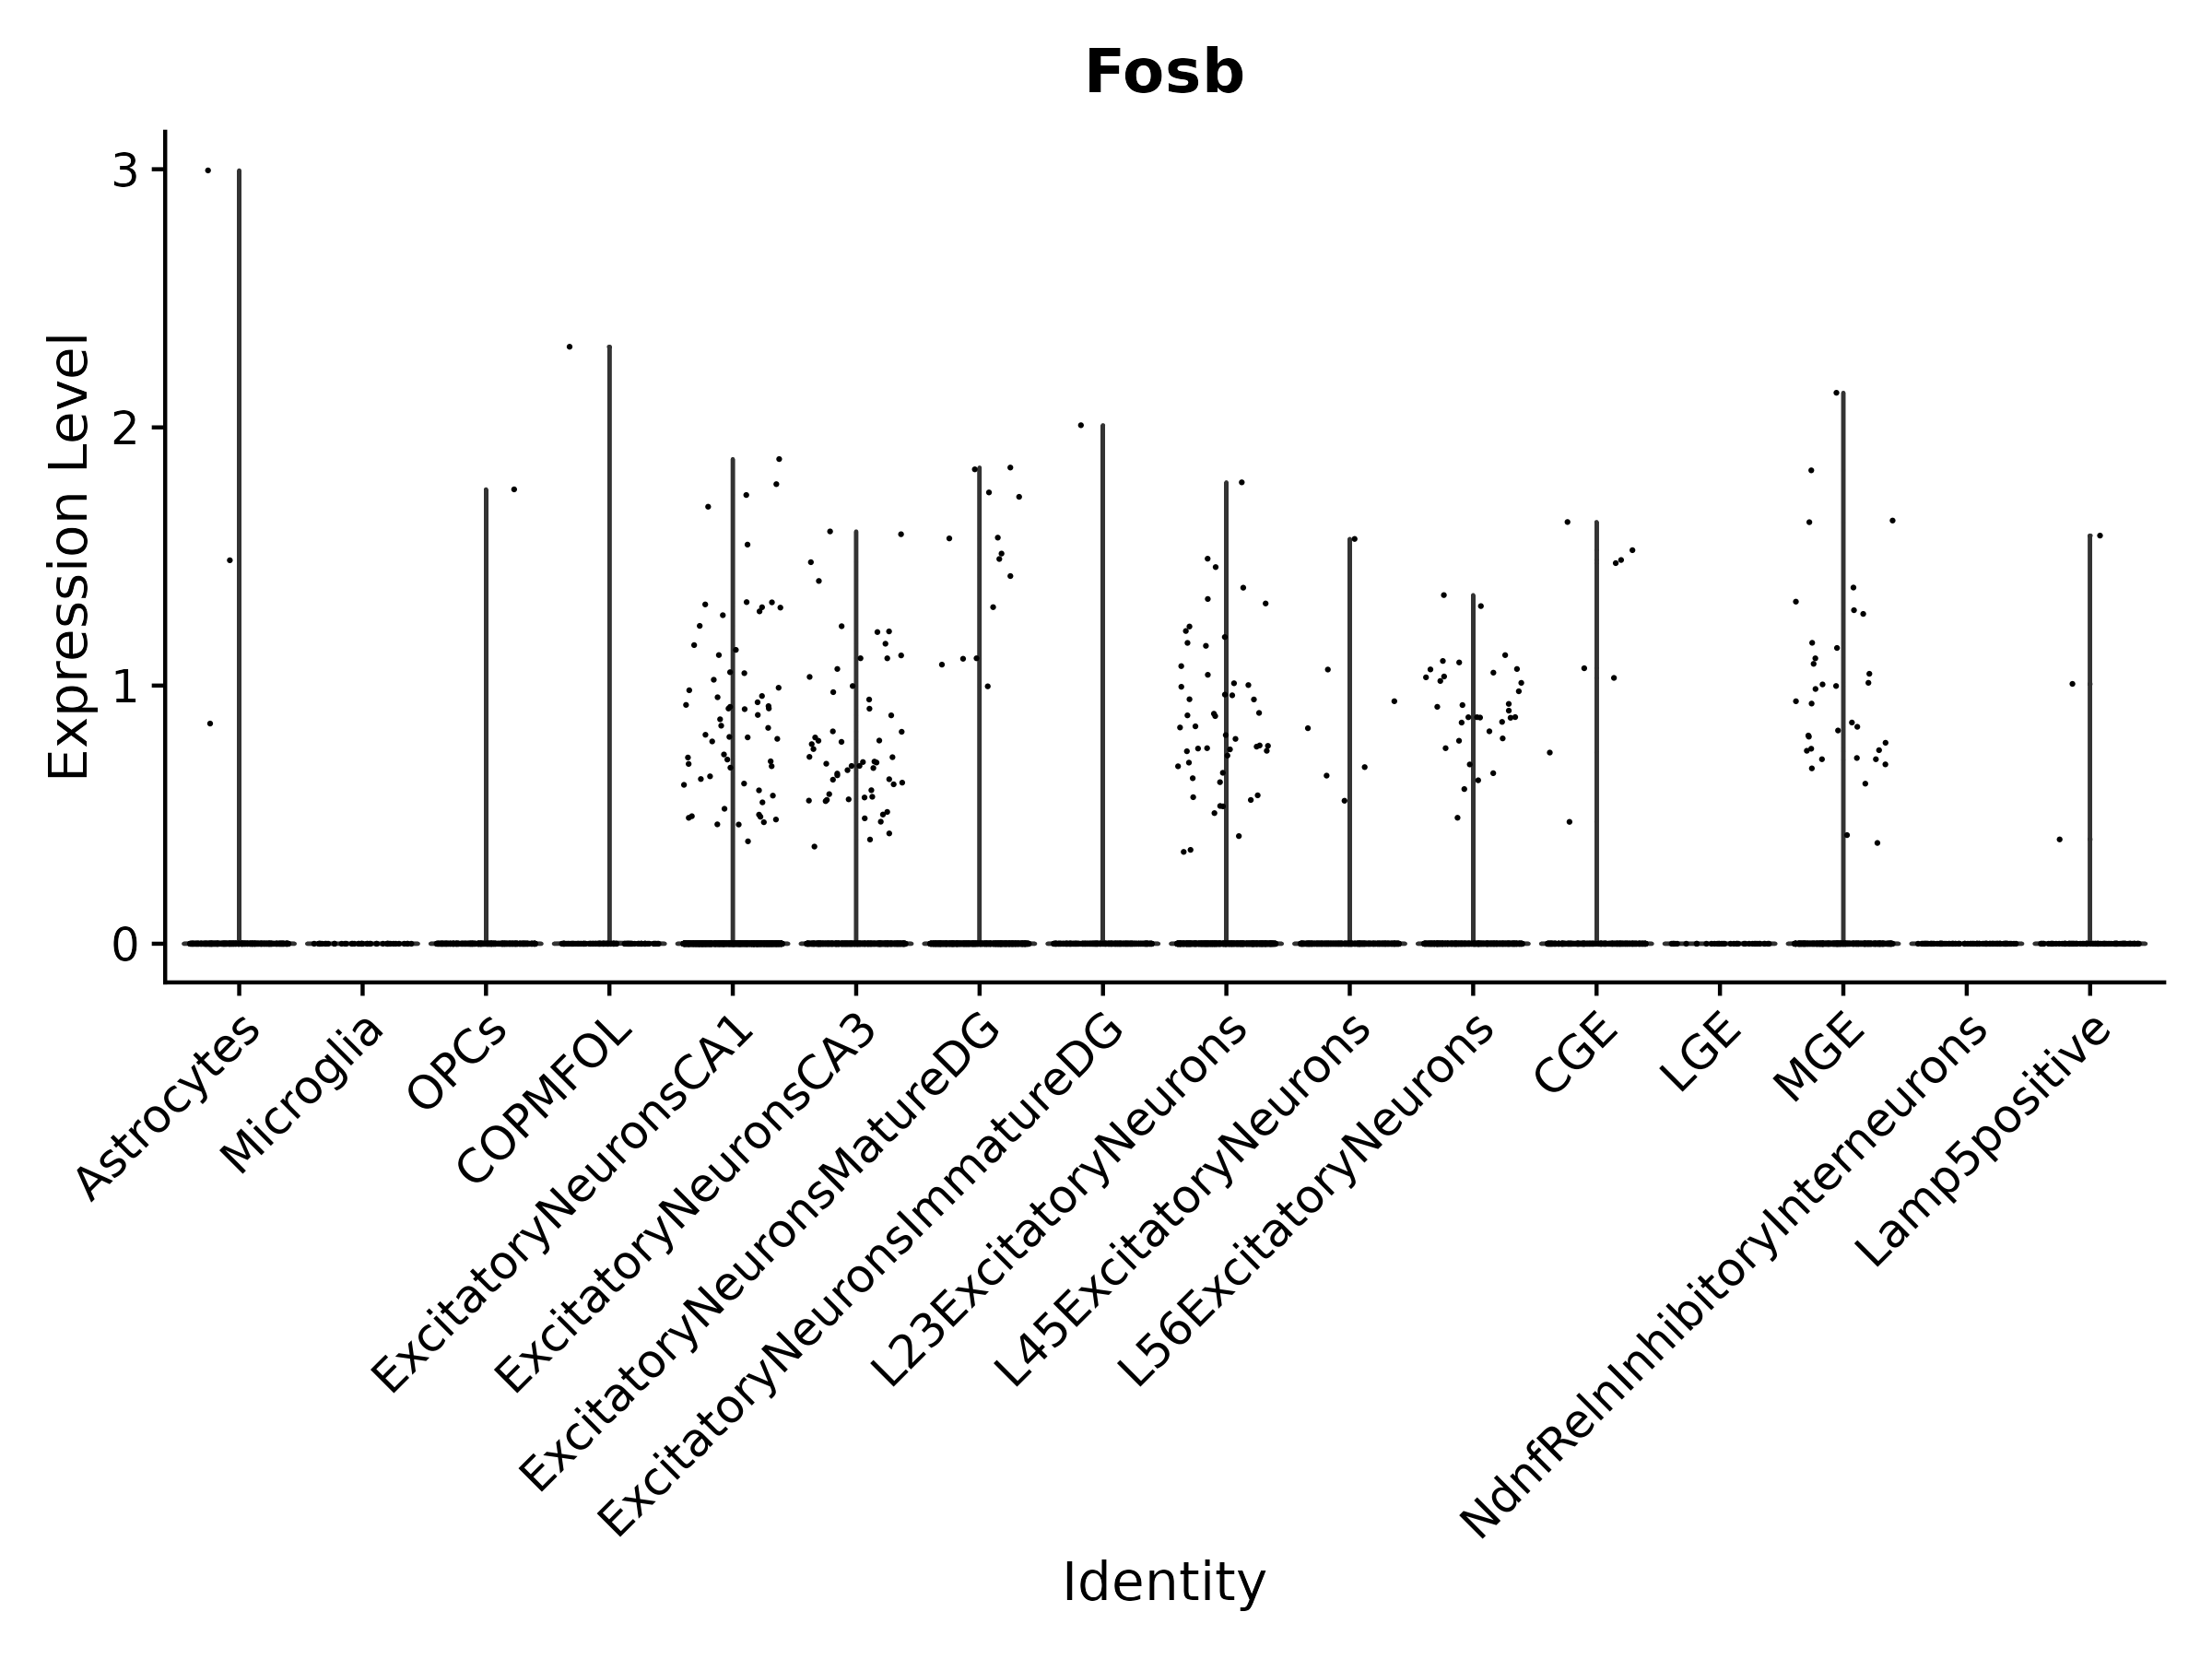 Fosb
Expression Level
3
2
1
0
Astrocytes
Microglia
OPCs
COPMFOL
ExcitatoryNeuronsCA1
ExcitatoryNeuronsCA3
ExcitatoryNeuronsMatureDG
ExcitatoryNeuronsImmatureDG
L23ExcitatoryNeurons
L45ExcitatoryNeurons
L56ExcitatoryNeurons
CGE
LGE
MGE
NdnfRelnInhibitoryInterneurons
Lamp5positive
Identity